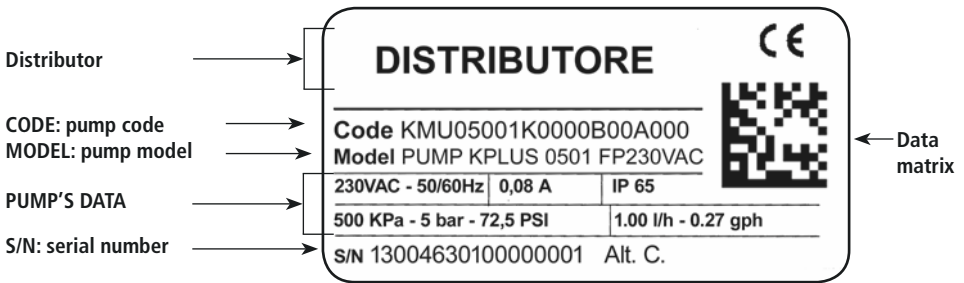 Distributor
DISTRIBUTORE
CE
CODE: pump code
Code KMU05001K0000B00A000
MODEL: pump model
Model PUMP KPLUS 0501 FP230VAC
Data
matrix
PUMP'S DATA
230VAC - 50/60Hz 0,08 A IP 65
500 KPa - 5 bar - 72,5 PSI 1.00 l/h - 0.27 gph
S/N: serial number
S/N 13004630100000001 Alt. C.